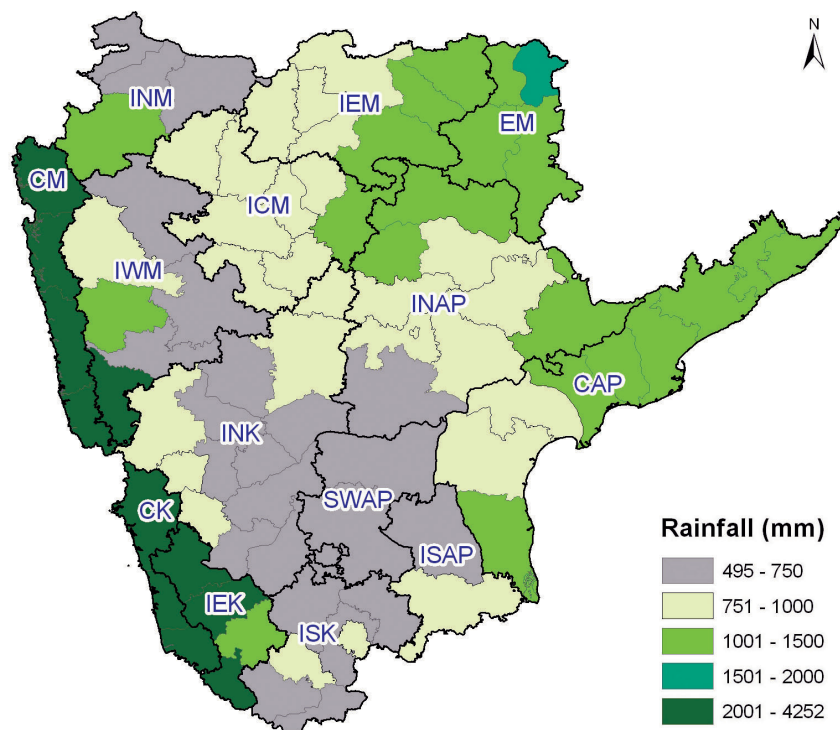 N
INM
IEM
EM
CM
ICM
IWM
INAP
CAP
INK
SWAP
CK
ISAP
IEK
ISK
Rainfall (mm)
495 - 750
751 - 1000
1001 - 1500
1501 - 2000
2001 - 4252